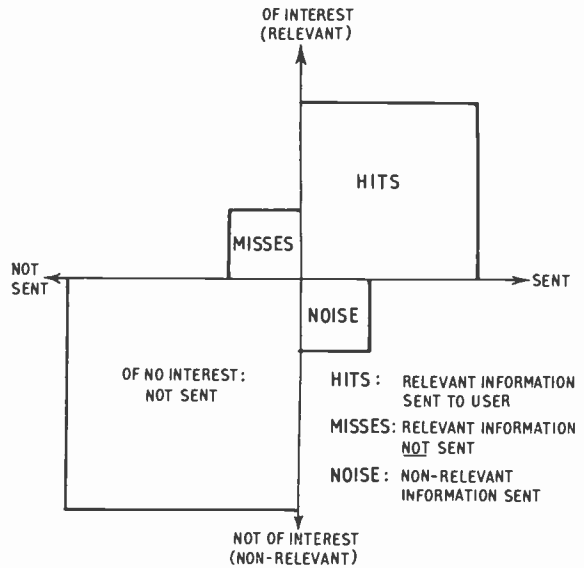 OF INTEREST
(RELEVANT)
HITS
MISSES
NOT
SENT
SENT
NOISE
OF NO INTEREST:
NOT SENT
HITS: RELEVANT INFORMATION
SENT TO USER
MISSES: RELEVANT INFORMATION
NOT SENT
NOISE: NON-RELEVANT
INFORMATION SENT
NOT OF INTEREST
(NON-RELEVANT)